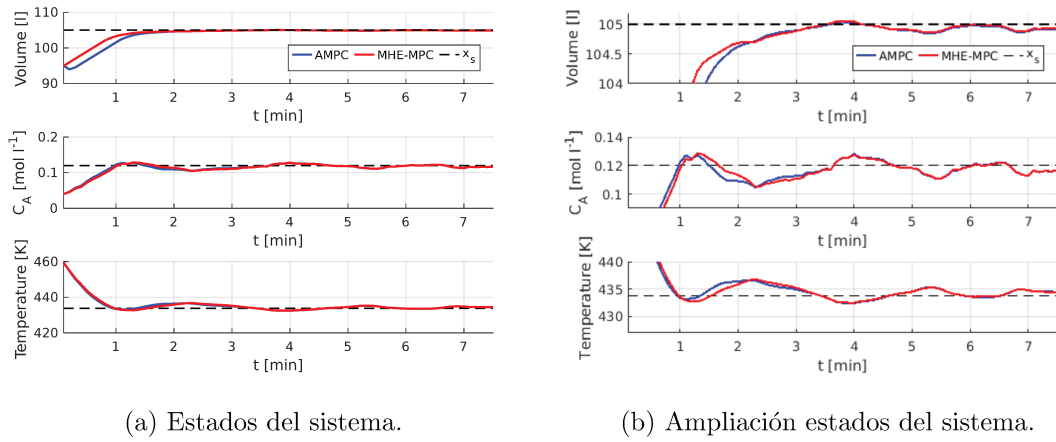 Volume [l]
110
100
90
AMPC MHE-MPC x_s
1 2 3 4 5 6 7
t [min]
C_A [mol l^-1]
0.2
0.1
0
1 2 3 4 5 6 7
t [min]
Temperature [K]
460
440
420
1 2 3 4 5 6 7
t [min]
(a) Estados del sistema.
Volume [l]
105
104.5
104
AMPC MHE-MPC x_s
1 2 3 4 5 6 7
t [min]
C_A [mol l^-1]
0.14
0.12
0.1
1 2 3 4 5 6 7
t [min]
Temperature [K]
440
435
430
1 2 3 4 5 6 7
t [min]
(b) Ampliación estados del sistema.